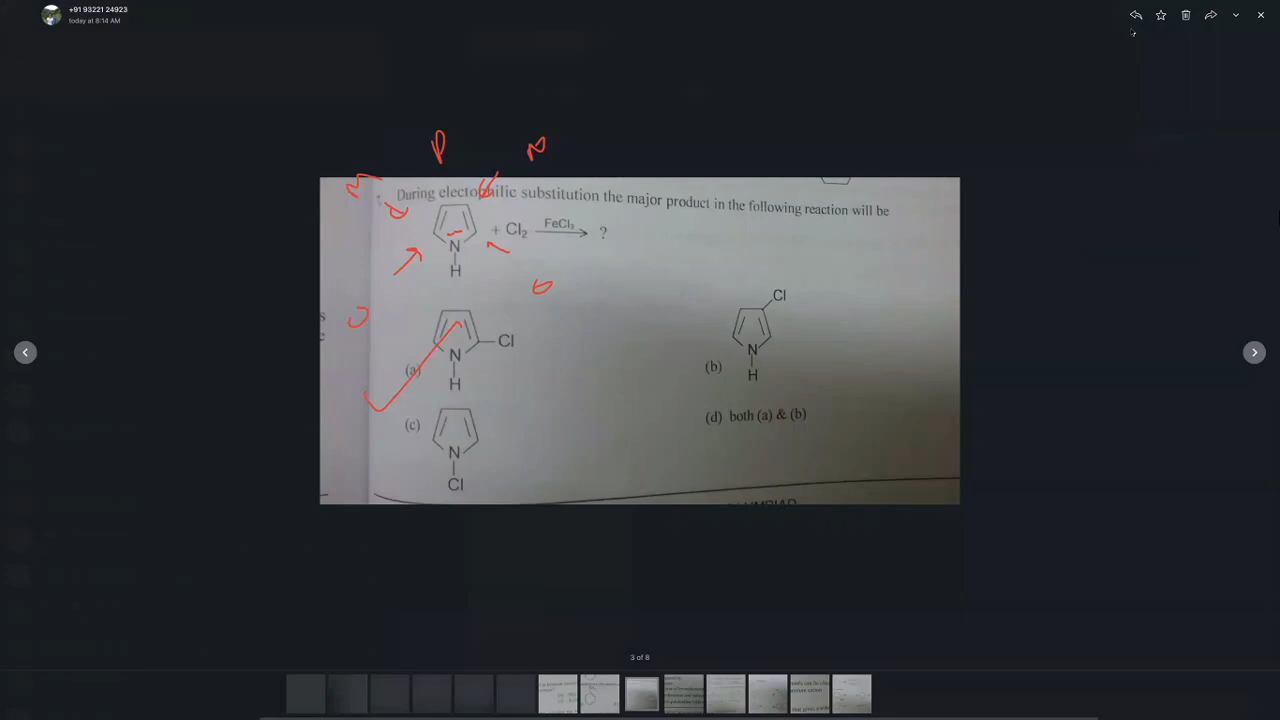 +91 93221 24923
today at 8:14 AM
P N
During electophilic substitution the major product in the following reaction will be
N H + Cl₂ FeCl₃ ?
(a) N H Cl
(b) N H Cl
(c) N Cl
(d) both (a) & (b)
3 of 8